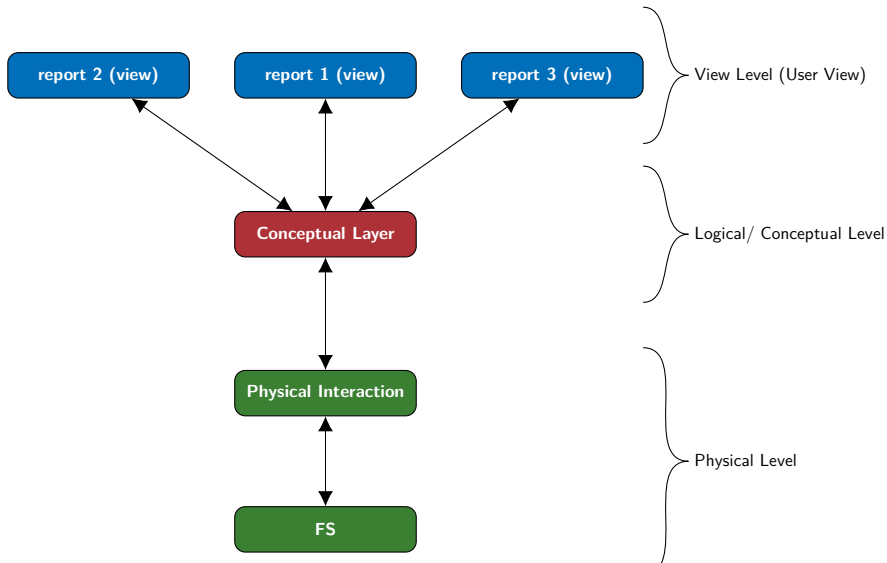 report 2 (view)
report 1 (view)
report 3 (view)
View Level (User View)
Conceptual Layer
Logical/ Conceptual Level
Physical Interaction
Physical Level
FS